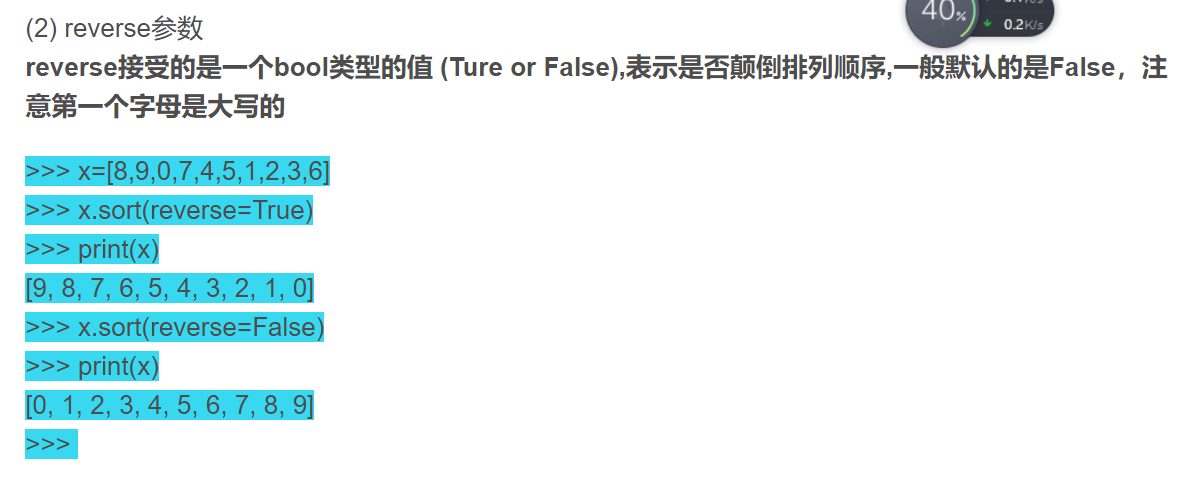 (2) reverse参数
40%
0.2K/s
reverse接受的是一个bool类型的值 (Ture or False),表示是否颠倒排列顺序,一般默认的是False，注
意第一个字母是大写的
>>> x=[8,9,0,7,4,5,1,2,3,6]
>>> x.sort(reverse=True)
>>> print(x)
[9, 8, 7, 6, 5, 4, 3, 2, 1, 0]
>>> x.sort(reverse=False)
>>> print(x)
[0, 1, 2, 3, 4, 5, 6, 7, 8, 9]
>>>